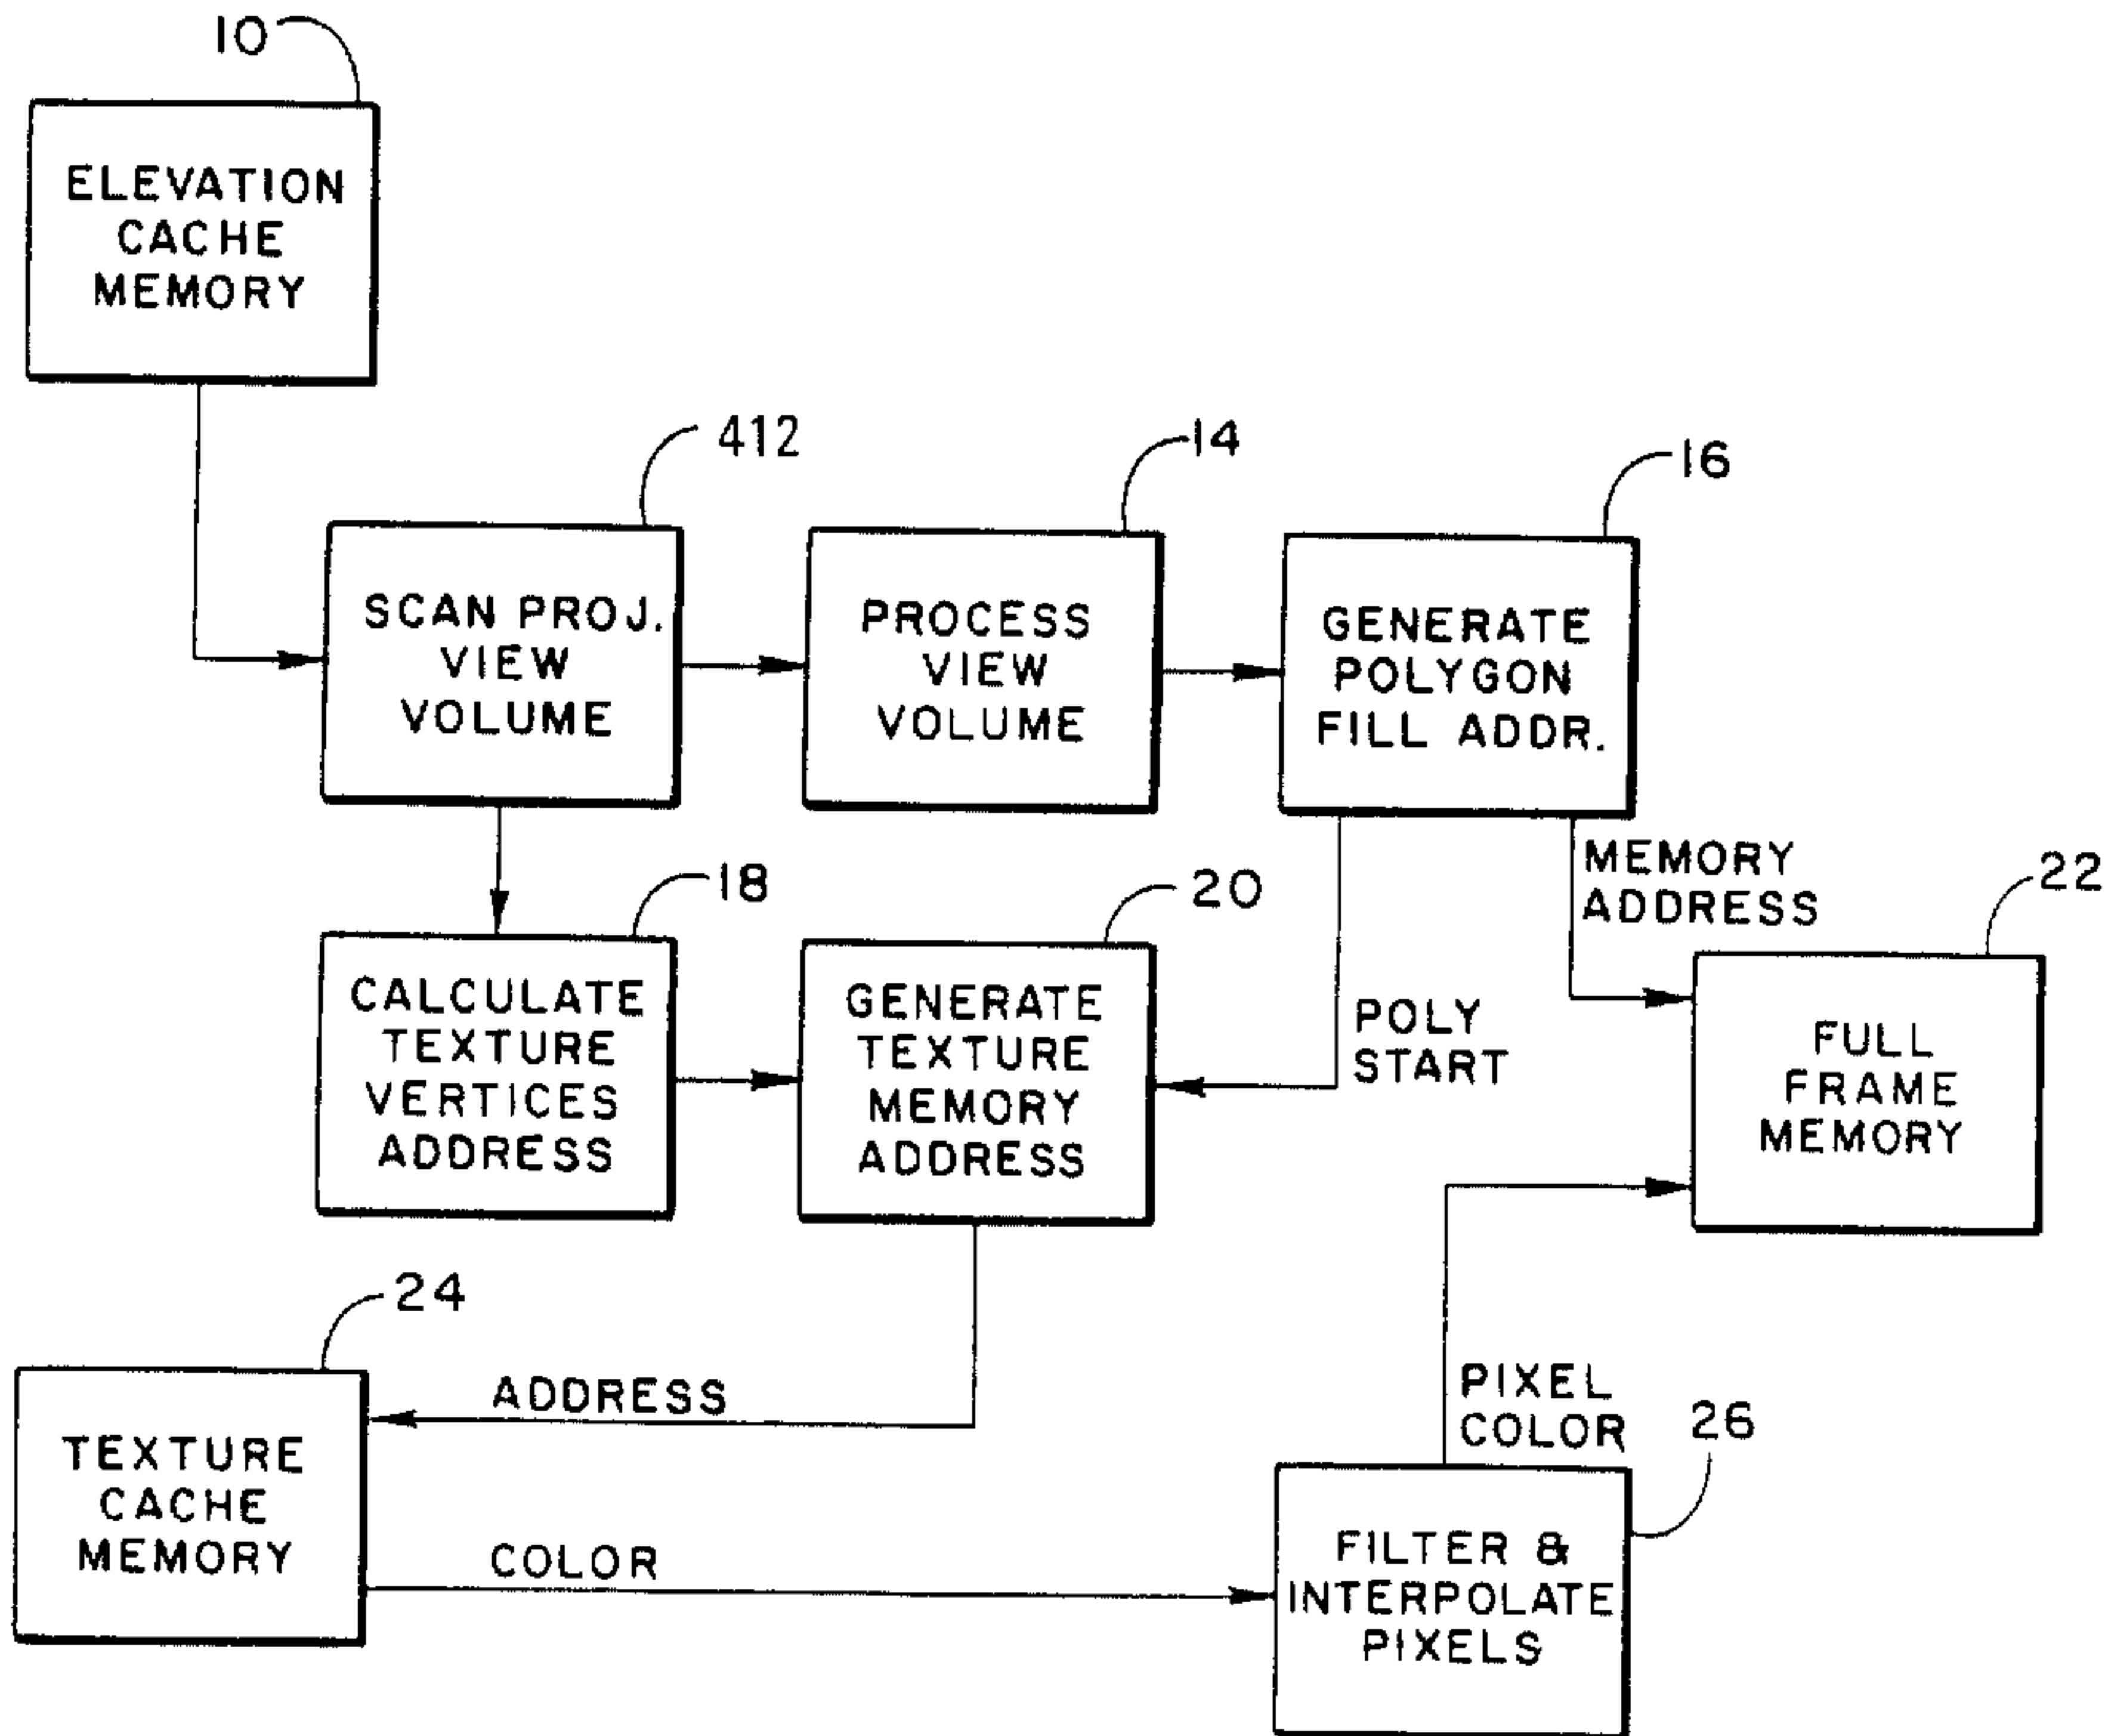 10
ELEVATION
CACHE
MEMORY
412
14
16
SCAN PROJ.
VIEW
VOLUME
PROCESS
VIEW
VOLUME
GENERATE
POLYGON
FILL ADDR.
MEMORY
ADDRESS
18
20
22
CALCULATE
TEXTURE
VERTICES
ADDRESS
GENERATE
TEXTURE
MEMORY
ADDRESS
POLY
START
FULL
FRAME
MEMORY
24
ADDRESS
PIXEL
COLOR
26
TEXTURE
CACHE
MEMORY
COLOR
FILTER &
INTERPOLATE
PIXELS